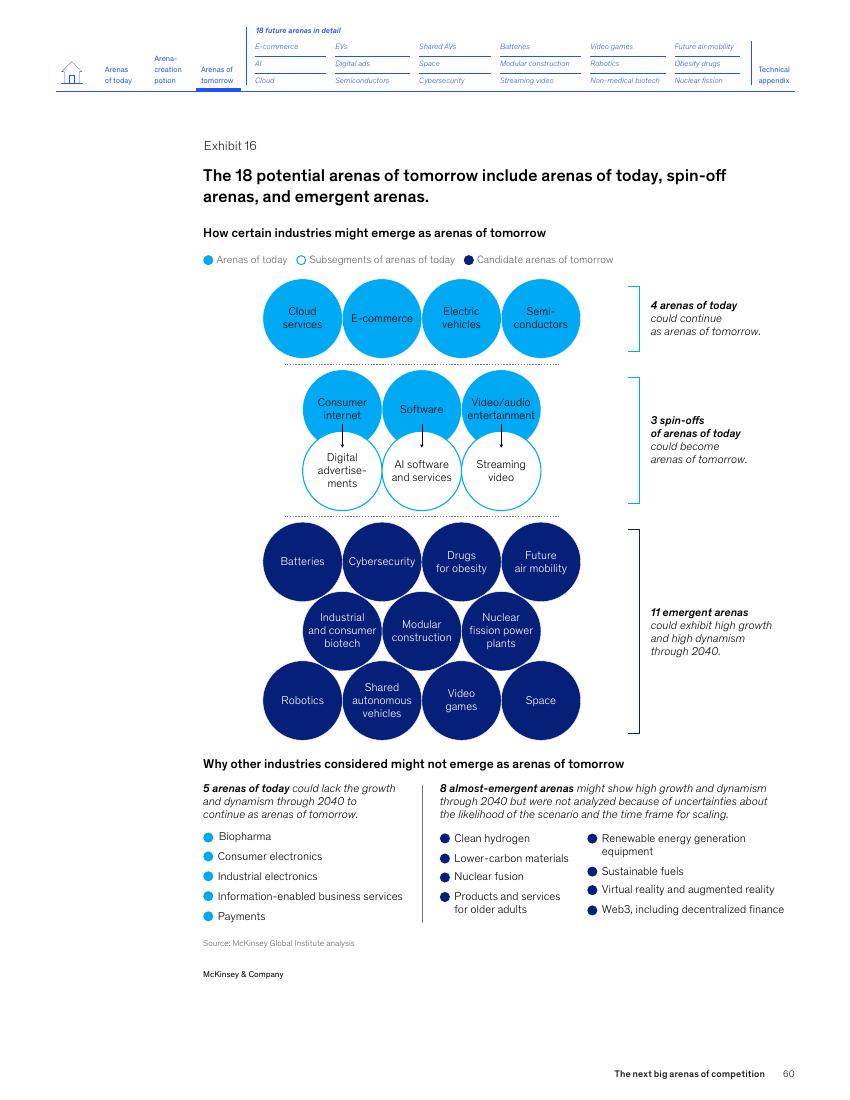 18 future arenas in detail
Arenas of today
Arena-creation potion
Arenas of tomorrow
E-commerce
EVs
Shared AVs
Batteries
Video games
Future air mobility
AI
Digital ads
Space
Modular construction
Robotics
Obesity drugs
Cloud
Semiconductors
Cybersecurity
Streaming video
Non-medical biotech
Nuclear fission
Technical appendix
Exhibit 16
The 18 potential arenas of tomorrow include arenas of today, spin-off
arenas, and emergent arenas.
How certain industries might emerge as arenas of tomorrow
Arenas of today Subsegments of arenas of today Candidate arenas of tomorrow
Cloud
services
E-commerce
Electric
vehicles
Semi-
conductors
4 arenas of today
could continue
as arenas of tomorrow.
Consumer
internet
Software
Video/audio
entertainment
Digital
advertise-
ments
AI software
and services
Streaming
video
3 spin-offs
of arenas of today
could become
arenas of tomorrow.
Batteries
Cybersecurity
Drugs
for obesity
Future
air mobility
Industrial
and consumer
biotech
Modular
construction
Nuclear
fission power
plants
Robotics
Shared
autonomous
vehicles
Video
games
Space
11 emergent arenas
could exhibit high growth
and high dynamism
through 2040.
Why other industries considered might not emerge as arenas of tomorrow
5 arenas of today could lack the growth
and dynamism through 2040 to
continue as arenas of tomorrow.
Biopharma
Consumer electronics
Industrial electronics
Information-enabled business services
Payments
8 almost-emergent arenas might show high growth and dynamism
through 2040 but were not analyzed because of uncertainties about
the likelihood of the scenario and the time frame for scaling.
Clean hydrogen
Lower-carbon materials
Nuclear fusion
Products and services
for older adults
Renewable energy generation
equipment
Sustainable fuels
Virtual reality and augmented reality
Web3, including decentralized finance
Source: McKinsey Global Institute analysis
McKinsey & Company
The next big arenas of competition 60